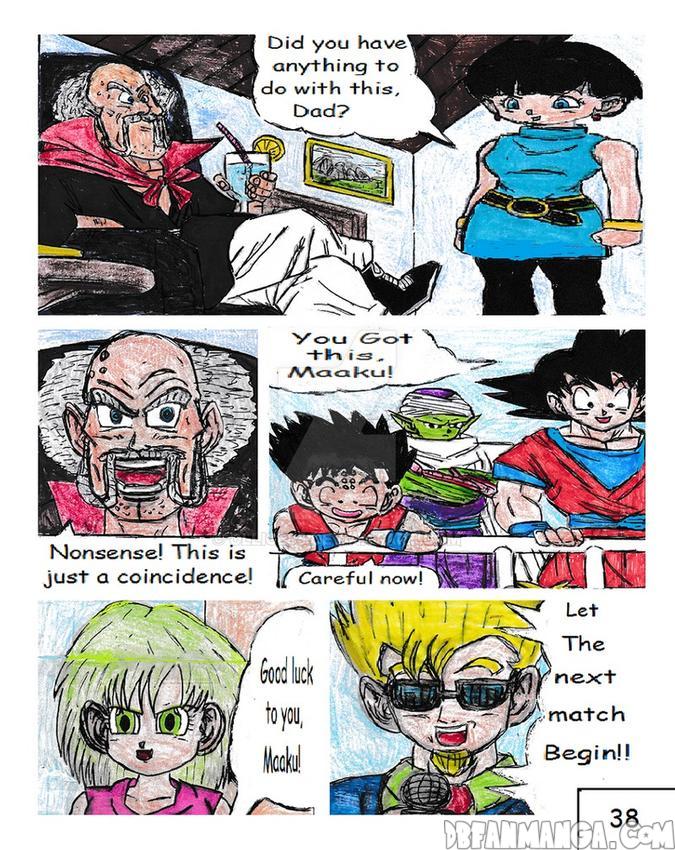 Did you have
anything to
do with this,
Dad?
Nonsense! This is
just a coincidence!
You Got
this,
Maaku!
Careful now!
Good luck
to you,
Maaku!
Let
The
next
match
Begin!!
38
DBFANMANGA.COM